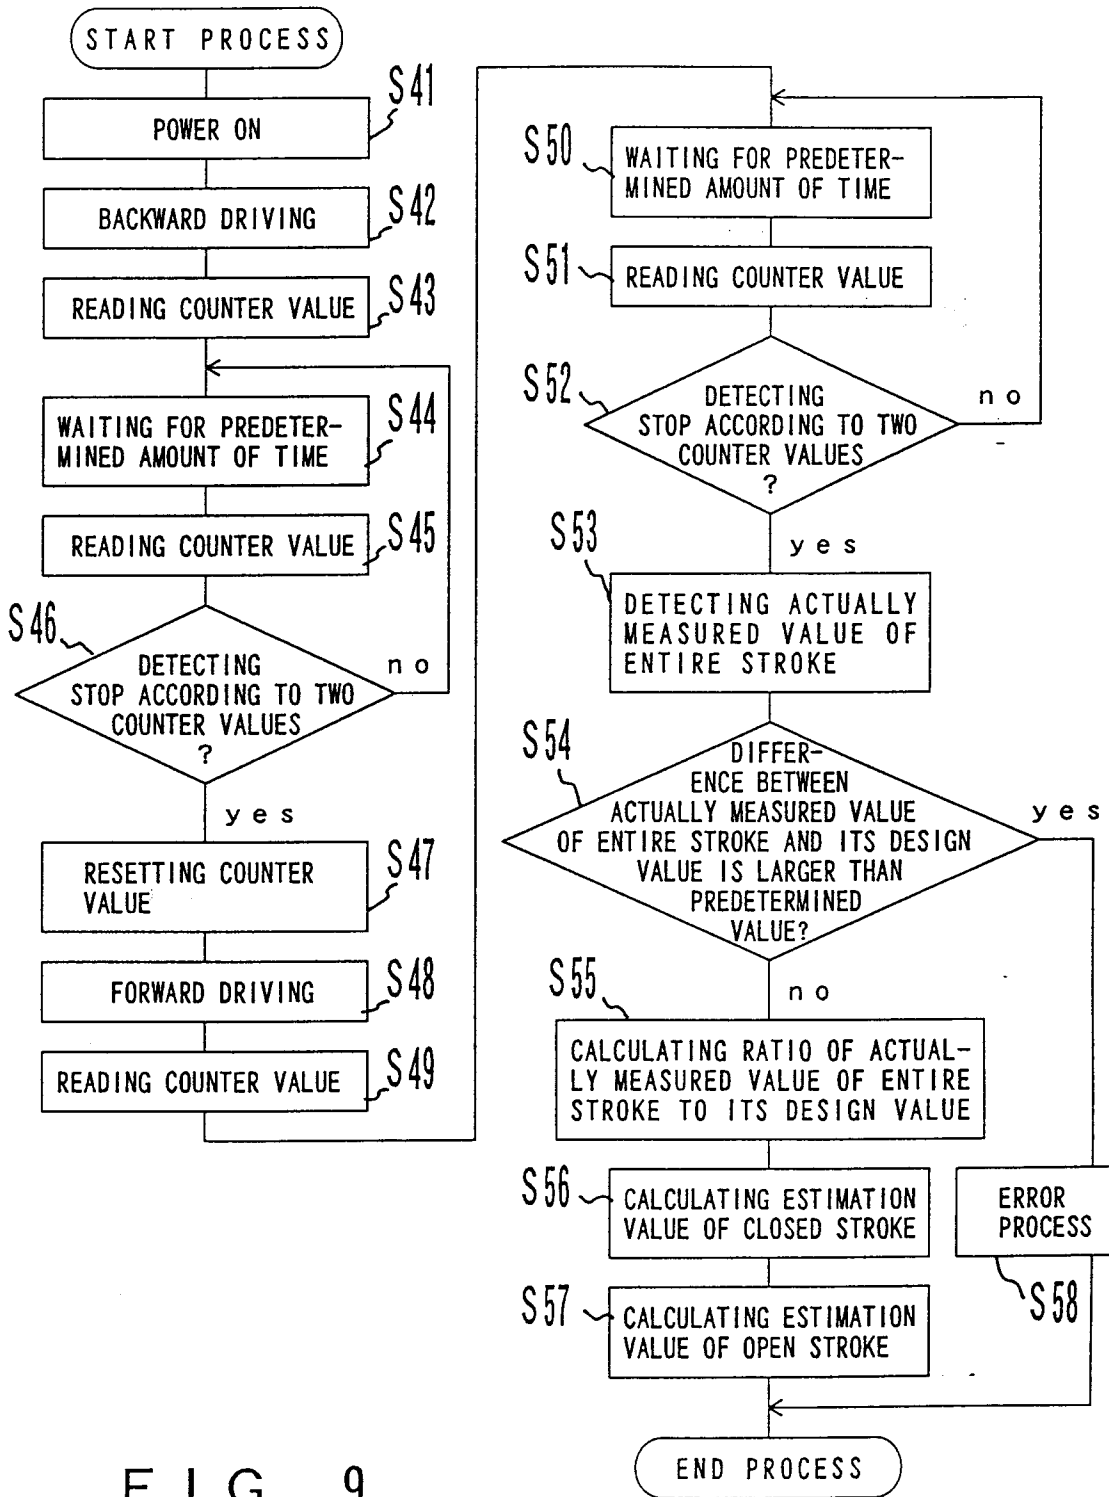 START PROCESS
S41
POWER ON
S42
BACKWARD DRIVING
S43
READING COUNTER VALUE
S44
WAITING FOR PREDETER-
MINED AMOUNT OF TIME
S45
READING COUNTER VALUE
S46
DETECTING
STOP ACCORDING TO TWO
COUNTER VALUES
?
no
yes
S47
RESETTING COUNTER
VALUE
S48
FORWARD DRIVING
S49
READING COUNTER VALUE
S50
WAITING FOR PREDETER-
MINED AMOUNT OF TIME
S51
READING COUNTER VALUE
S52
DETECTING
STOP ACCORDING TO TWO
COUNTER VALUES
?
no
yes
S53
DETECTING ACTUALLY
MEASURED VALUE OF
ENTIRE STROKE
S54
DIFFER-
ENCE BETWEEN
ACTUALLY MEASURED VALUE
OF ENTIRE STROKE AND ITS DESIGN
VALUE IS LARGER THAN
PREDETERMINED
VALUE?
yes
no
S55
CALCULATING RATIO OF ACTUAL-
LY MEASURED VALUE OF ENTIRE
STROKE TO ITS DESIGN VALUE
S56
CALCULATING ESTIMATION
VALUE OF CLOSED STROKE
S57
CALCULATING ESTIMATION
VALUE OF OPEN STROKE
ERROR
PROCESS
S58
END PROCESS
FIG. 9